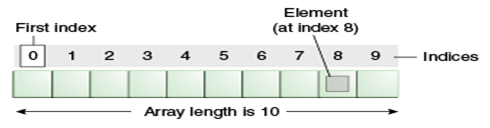 Element
First index
(at index 8)
0 1 2 3 4 5 6 7 8 9 Indices
Array length is 10